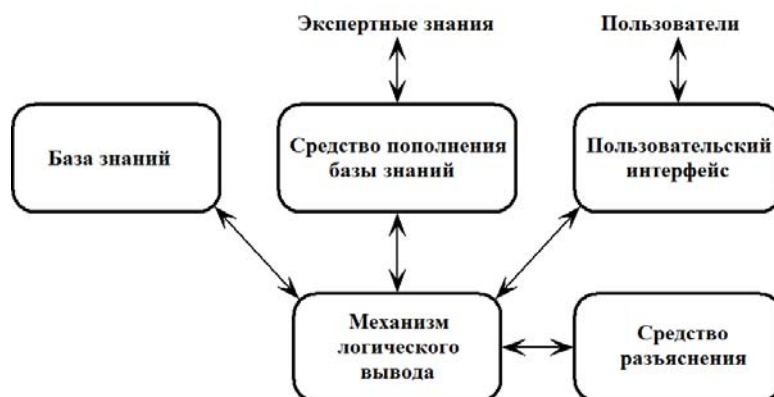 Экспертные знания
Пользователи
База знаний
Средство пополнения
базы знаний
Пользовательский
интерфейс
Механизм
логического
вывода
Средство
разъяснения